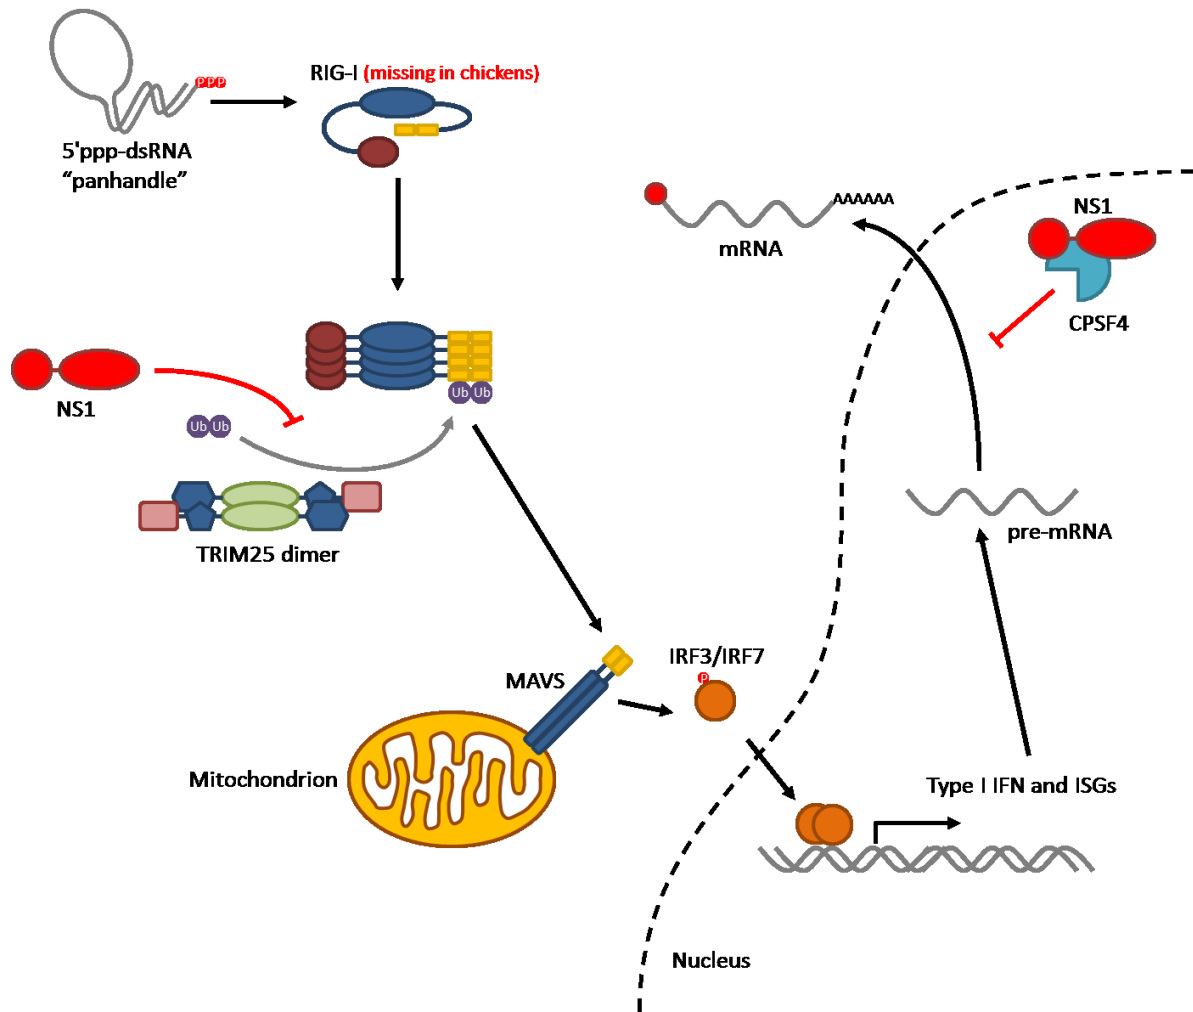 PPP
RIG-I (missing in chickens)
5'ppp-dsRNA
“panhandle”
AAAAAA
mRNA
NS1
CPSF4
NS1
Ub Ub
Ub Ub
TRIM25 dimer
pre-mRNA
IRF3/IRF7
P
MAVS
Mitochondrion
Type I IFN and ISGs
Nucleus